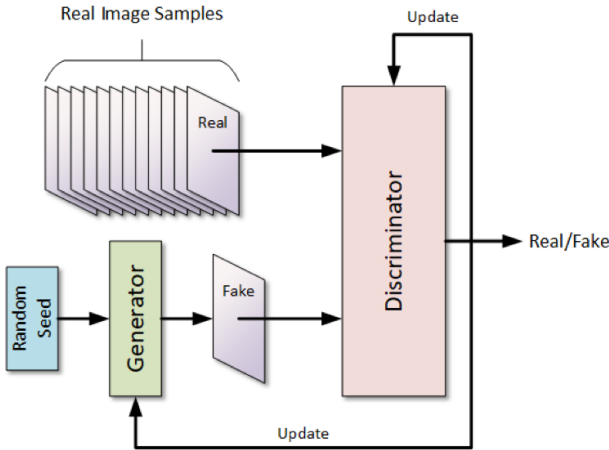 Real Image Samples
Update
Real
Discriminator
Real/Fake
Random
Seed
Generator
Fake
Update